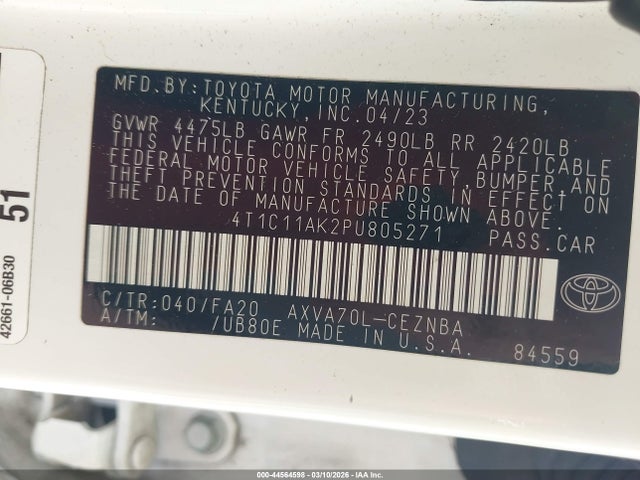 MFD.BY:TOYOTA MOTOR MANUFACTURING,
KENTUCKY, INC.04/23
GVWR 4475LB GAWR FR 2490LB RR 2420LB
THIS VEHICLE CONFORMS TO ALL APPLICABLE
FEDERAL MOTOR VEHICLE SAFETY,BUMPER,AND
THEFT PREVENTION STANDARDS IN EFFECT ON
THE DATE OF MANUFACTURE SHOWN ABOVE.
4T1C11AK2PU805271 PASS.CAR
C/TR:040/FA20 AXVA70L-CEZNBA
A/TM: /UB80E MADE IN U.S.A.
84559
51
42661-06B30
000-44564598 - 03/10/2026 - IAAI.COM